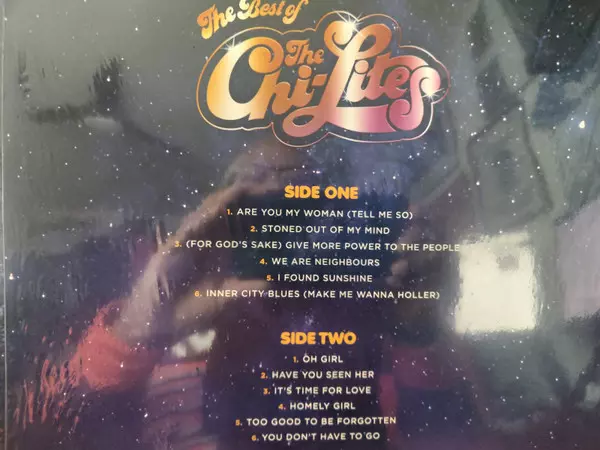 The Best of
The
Chi-Lites
SIDE ONE
1. ARE YOU MY WOMAN (TELL ME SO)
2. STONED OUT OF MY MIND
3. (FOR GOD'S SAKE) GIVE MORE POWER TO THE PEOPLE
4. WE ARE NEIGHBOURS
5. I FOUND SUNSHINE
6. INNER CITY BLUES (MAKE ME WANNA HOLLER)
SIDE TWO
1. OH GIRL
2. HAVE YOU SEEN HER
3. IT'S TIME FOR LOVE
4. HOMELY GIRL
5. TOO GOOD TO BE FORGOTTEN
6. YOU DON'T HAVE TO GO